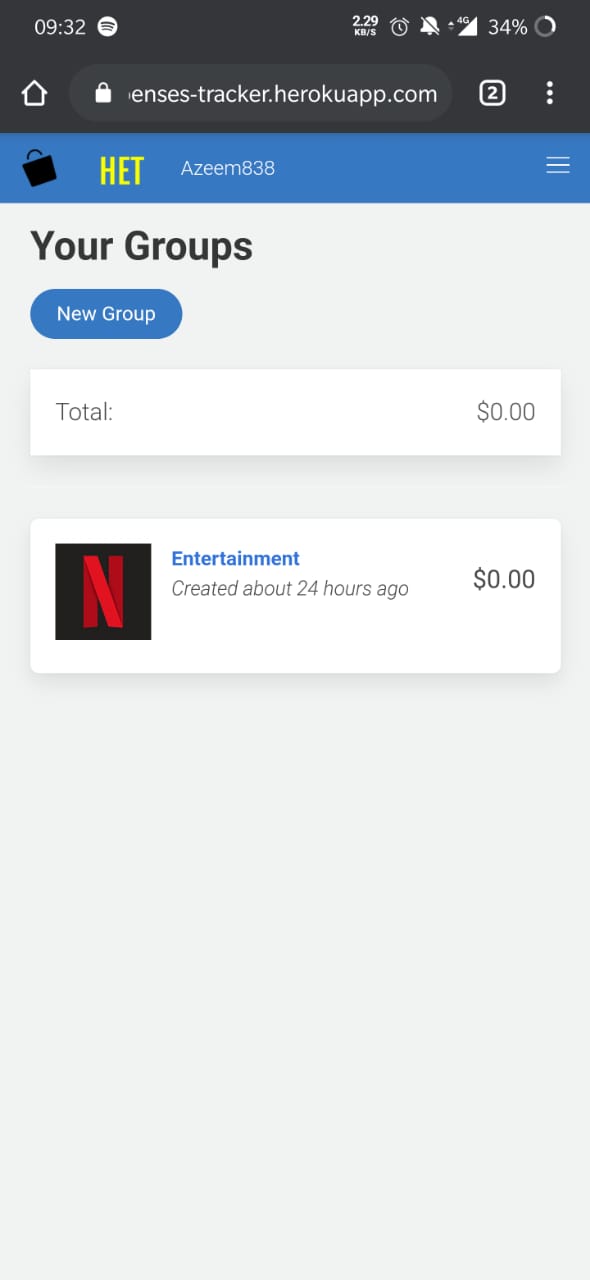 09:32 2.29 KB/S 4G 34%
enses-tracker.herokuapp.com 2
HET Azeem838
Your Groups
New Group
Total: $0.00
N
Entertainment
Created about 24 hours ago
$0.00